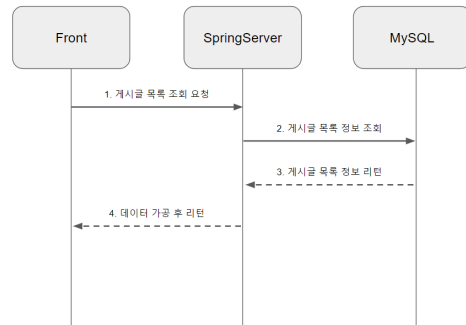 Front
SpringServer
MySQL
1. 게시글 목록 조회 요청
2. 게시글 목록 정보 조회
3. 게시글 목록 정보 리턴
4. 데이터 가공 후 리턴